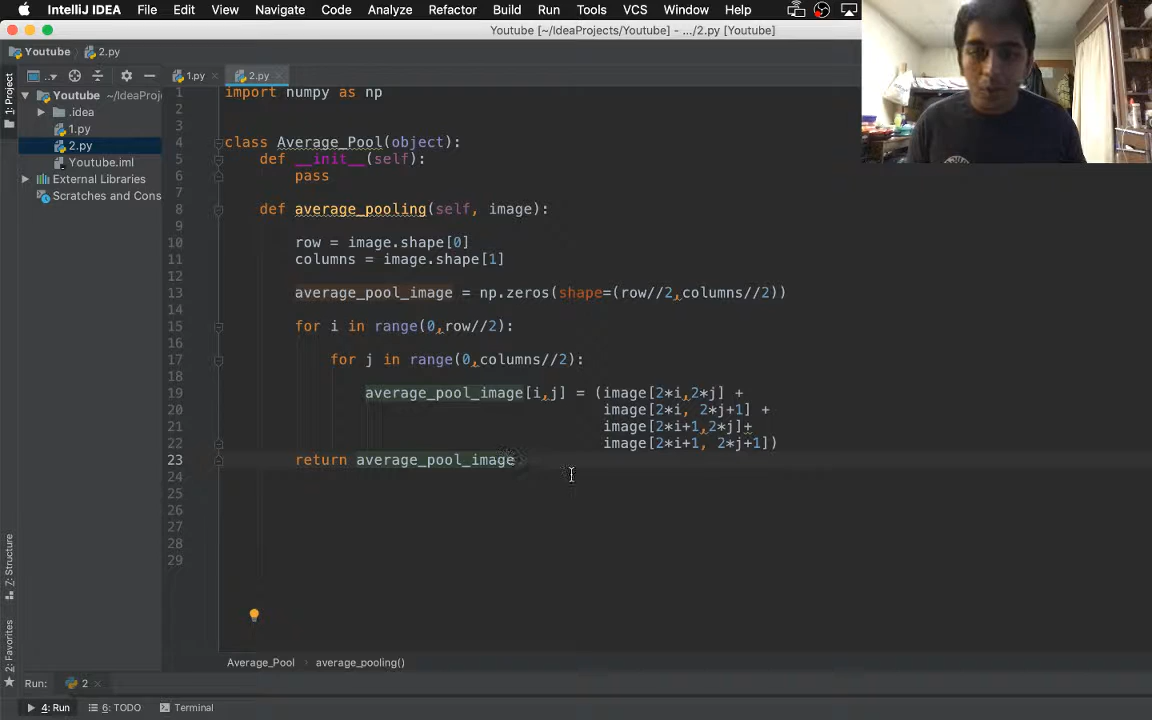 IntelliJ IDEA File Edit View Navigate Code Analyze Refactor Build Run Tools VCS Window Help
Youtube [~/IdeaProjects/Youtube] - .../2.py [Youtube]
Youtube 2.py
1: Project
.. 1.py 2.py
Youtube ~/IdeaProj
.idea
1.py
2.py
Youtube.iml
External Libraries
Scratches and Cons
1 import numpy as np
2
3
4 class Average_Pool(object):
5 def __init__(self):
6 pass
7
8 def average_pooling(self, image):
9
10 row = image.shape[0]
11 columns = image.shape[1]
12
13 average_pool_image = np.zeros(shape=(row//2,columns//2))
14
15 for i in range(0,row//2):
16
17 for j in range(0,columns//2):
18
19 average_pool_image[i,j] = (image[2*i,2*j] +
20 image[2*i, 2*j+1] +
21 image[2*i+1,2*j]+
22 image[2*i+1, 2*j+1])
23 return average_pool_image
24
25
26
27
28
29
7: Structure
2: Favorites
Average_Pool › average_pooling()
Run: 2
4: Run 6: TODO Terminal